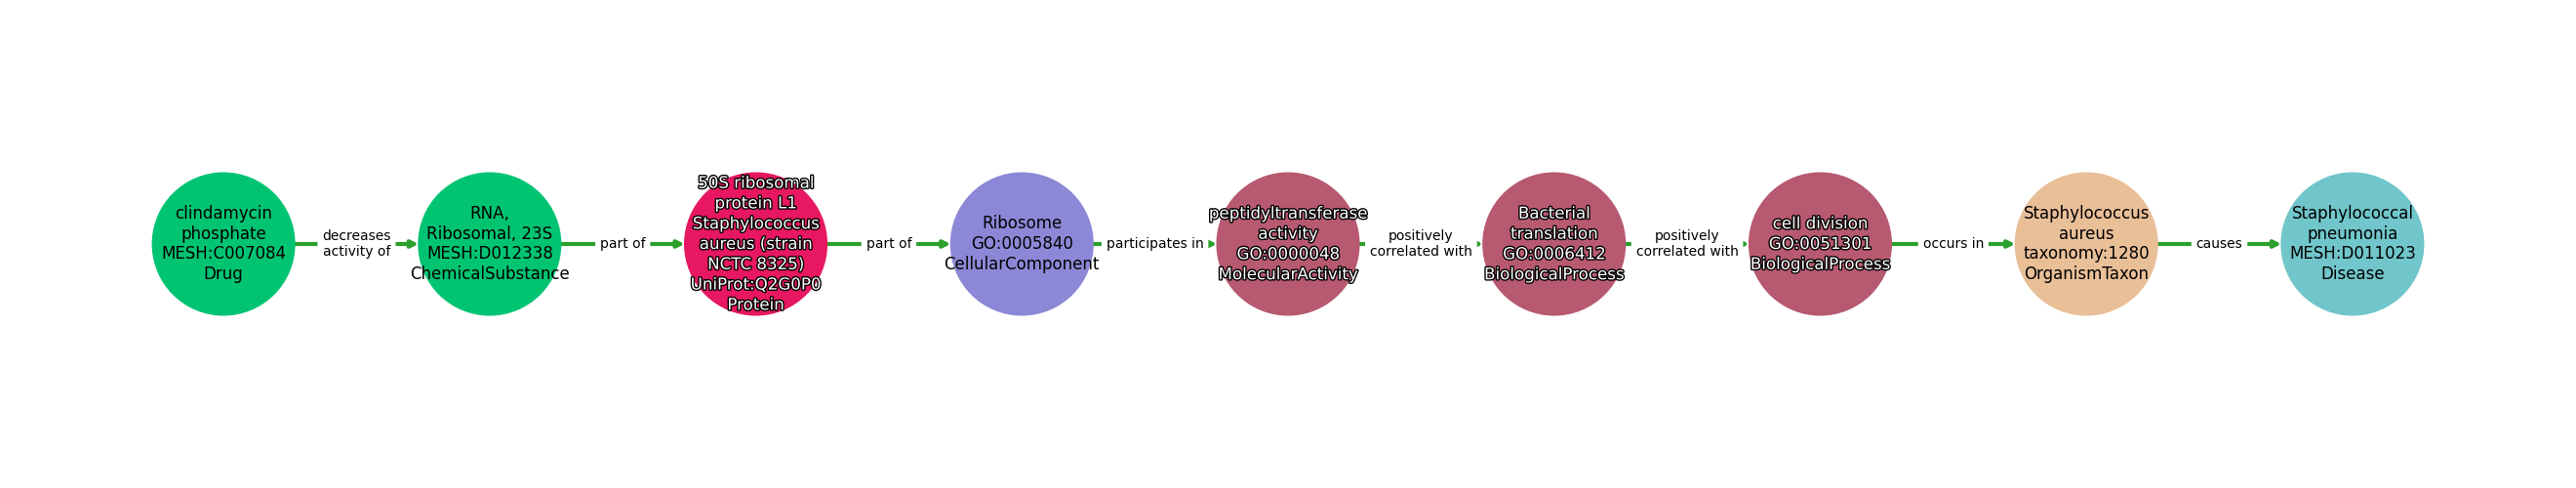 clindamycin
phosphate
MESH:C007084
Drug
decreases
activity of
RNA,
Ribosomal, 23S
MESH:D012338
ChemicalSubstance
part of
50S ribosomal
protein L1
Staphylococcus
aureus (strain
NCTC 8325)
UniProt:Q2G0P0
Protein
part of
Ribosome
GO:0005840
CellularComponent
participates in
peptidyltransferase
activity
GO:0000048
MolecularActivity
positively
correlated with
Bacterial
translation
GO:0006412
BiologicalProcess
positively
correlated with
cell division
GO:0051301
BiologicalProcess
occurs in
Staphylococcus
aureus
taxonomy:1280
OrganismTaxon
causes
Staphylococcal
pneumonia
MESH:D011023
Disease